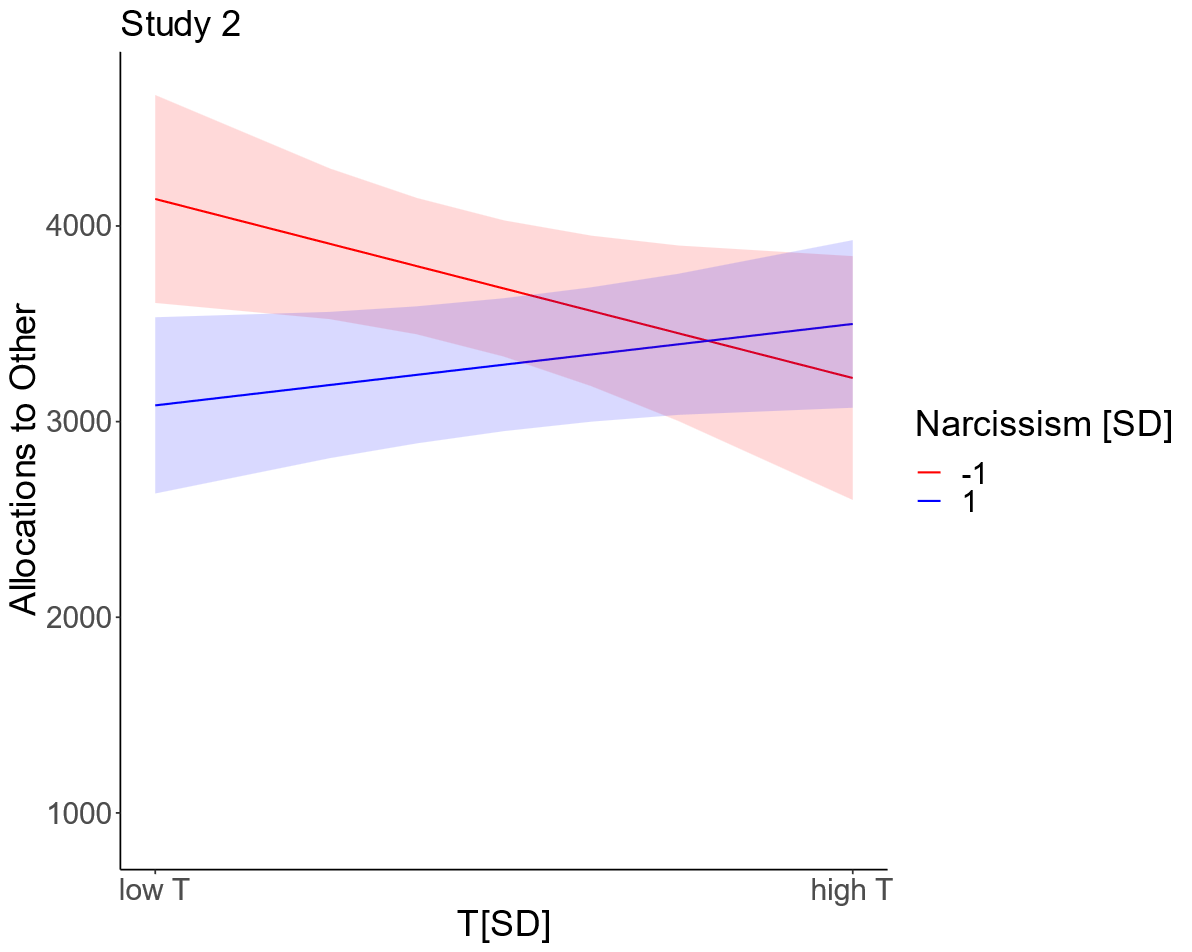 Study 2
Allocations to Other
4000
3000
2000
1000
low T
high T
T[SD]
Narcissism [SD]
-1
1